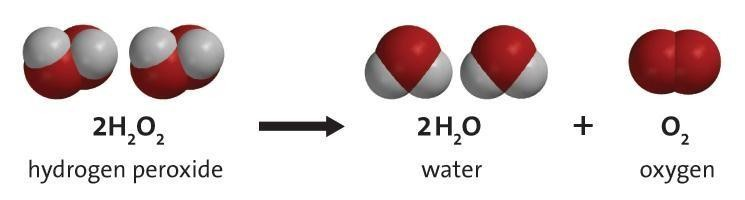 2H₂O₂ → 2H₂O + O₂
hydrogen peroxide water oxygen